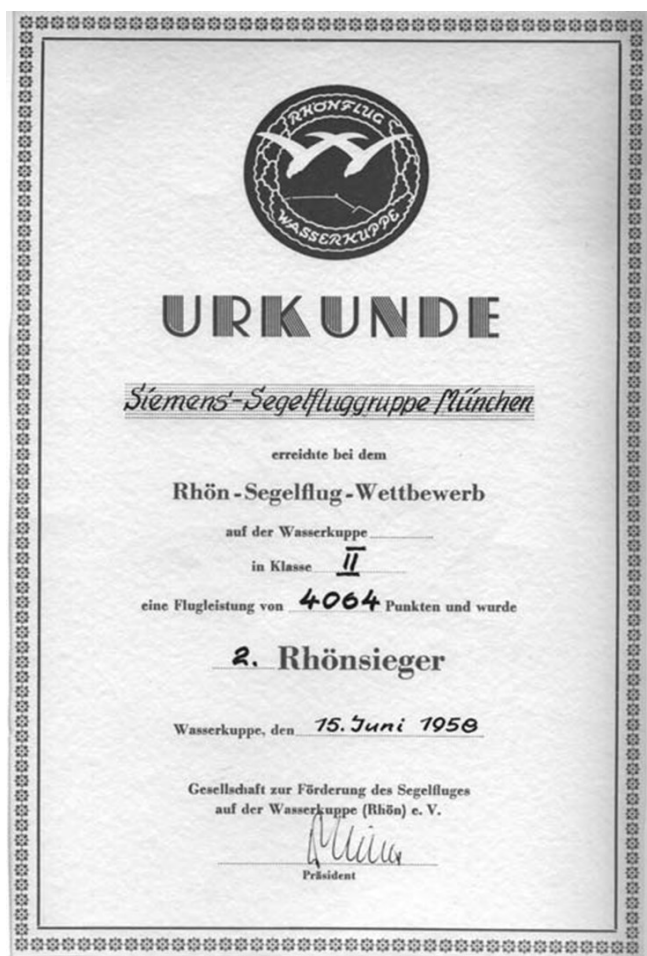 RHÖNFLUG
WASSERKUPPE
URKUNDE
Siemens-Segelfluggruppe München
erreichte bei dem
Rhön-Segelflug-Wettbewerb
auf der Wasserkuppe
in Klasse II
eine Flugleistung von 4064 Punkten und wurde
2. Rhönsieger
Wasserkuppe, den 15. Juni 1958
Gesellschaft zur Förderung des Segelfluges
auf der Wasserkuppe (Rhön) e. V.
Präsident